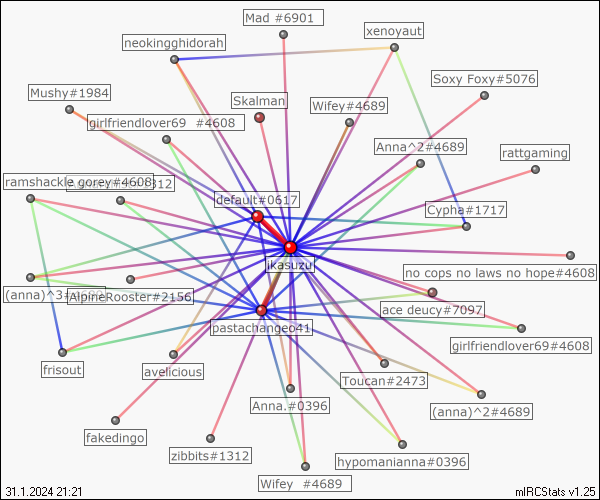 Mad #6901
neokingghidorah
xenoyaut
Soxy Foxy#5076
Mushy#1984
Skalman
Wifey#4689
girlfriendlover69 #4608
Anna^2#4689
rattgaming
ramshackle.gorey#4608
312
default#0617
Cypha#1717
ikasuzu
no cops no laws no hope#4608
(anna)^3#
AlpineRooster#2156
ace deucy#7097
pastachangeo41
girlfriendlover69#4608
frisout
avelicious
Toucan#2473
Anna.#0396
(anna)^2#4689
fakedingo
zibbits#1312
hypomanianna#0396
Wifey #4689
31.1.2024 21:21
mIRCStats v1.25